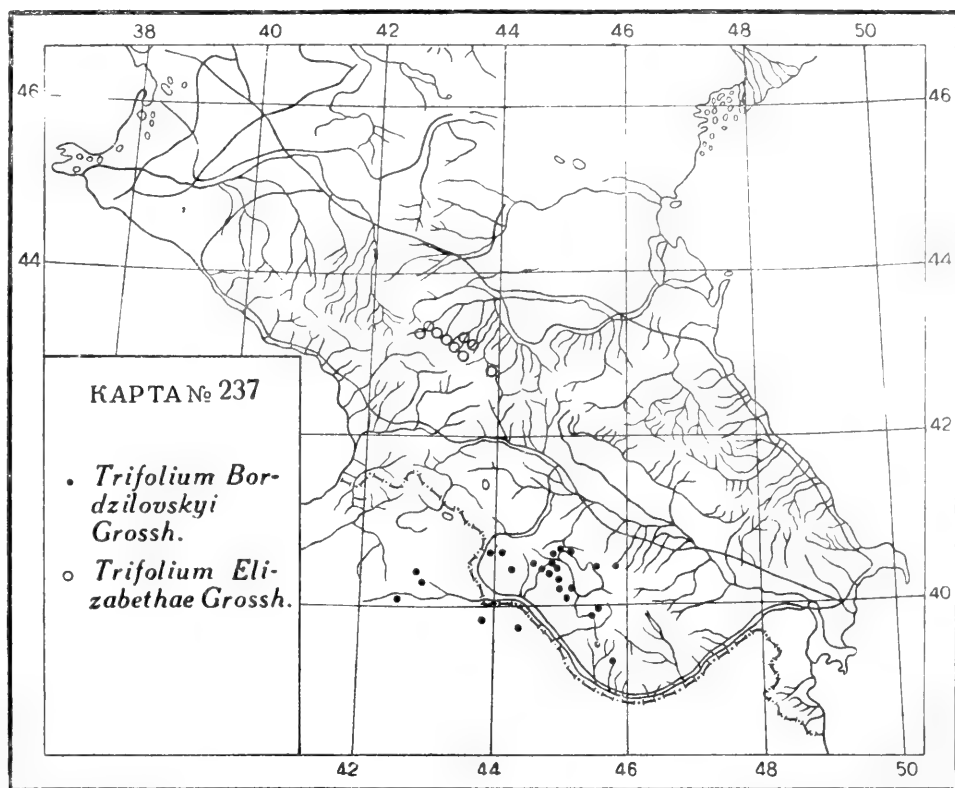 38 40 42 44 46 48 50
46 46
44 44
КАРТА № 237
42
Trifolium Bor-
dzilovskyi
Grossh.
Trifolium Eli-
zabethae Grossh.
40
42 44 46 48 50